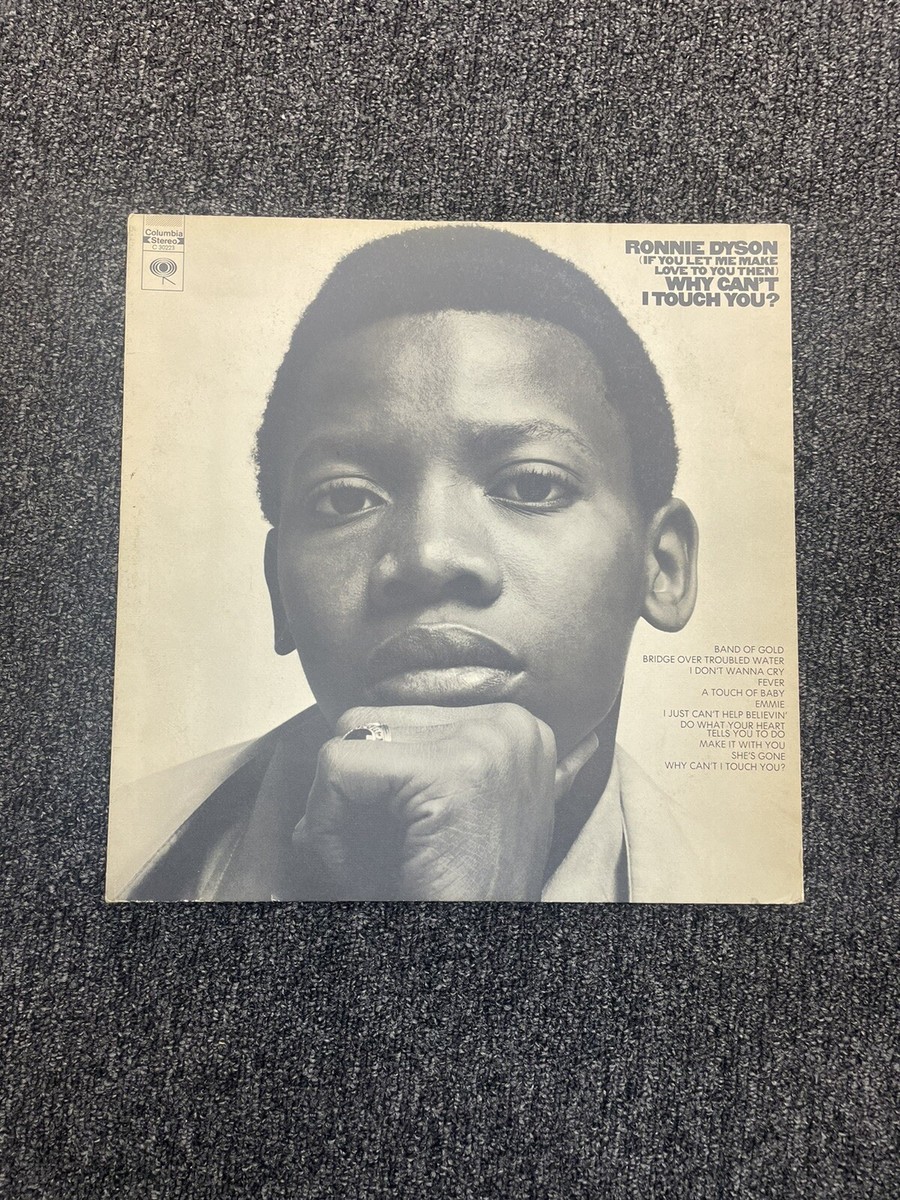 Columbia
Stereo
C 30223
RONNIE DYSON
(IF YOU LET ME MAKE
LOVE TO YOU THEN)
WHY CAN'T
I TOUCH YOU?
BAND OF GOLD
BRIDGE OVER TROUBLED WATER
I DON'T WANNA CRY
FEVER
A TOUCH OF BABY
EMMIE
I JUST CAN'T HELP BELIEVIN'
DO WHAT YOUR HEART
TELLS YOU TO DO
MAKE IT WITH YOU
SHE'S GONE
WHY CAN'T I TOUCH YOU?